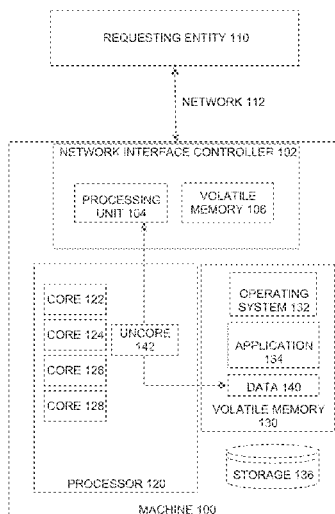 REQUESTING ENTITY 110
NETWORK 112
NETWORK INTERFACE CONTROLLER 102
PROCESSING
UNIT 104
VOLATILE
MEMORY 106
CORE 122
CORE 124
CORE 126
CORE 128
UNCORE
142
PROCESSOR 120
OPERATING
SYSTEM 132
APPLICATION
134
DATA 140
VOLATILE MEMORY
130
STORAGE 136
MACHINE 100